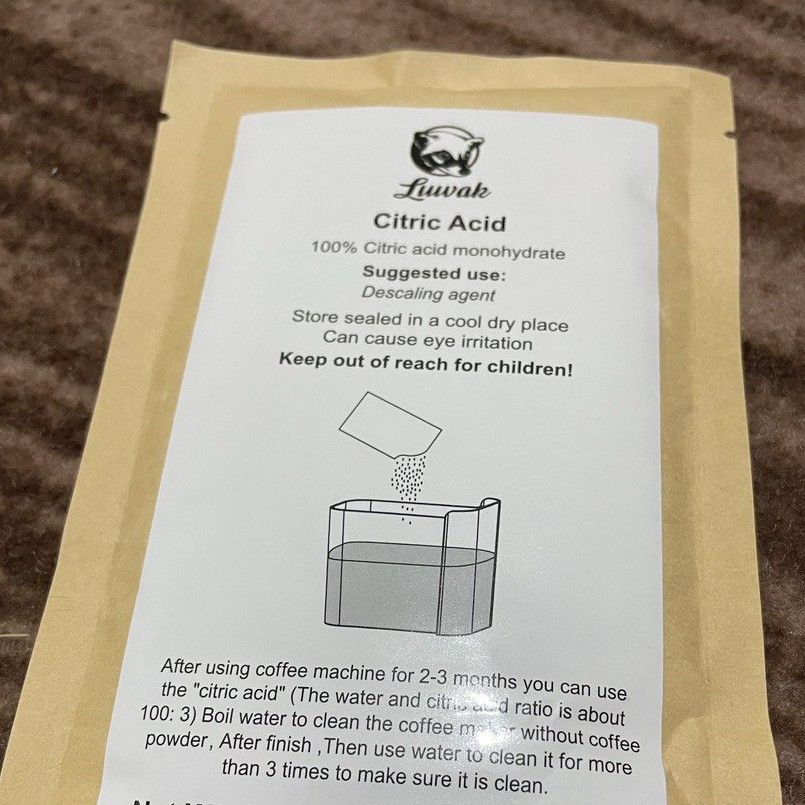 Liuvak
Citric Acid
100% Citric acid monohydrate
Suggested use:
Descaling agent
Store sealed in a cool dry place
Can cause eye irritation
Keep out of reach for children!
After using coffee machine for 2-3 months you can use
the "citric acid" (The water and citric acid ratio is about
100: 3) Boil water to clean the coffee maker without coffee
powder, After finish ,Then use water to clean it for more
than 3 times to make sure it is clean.